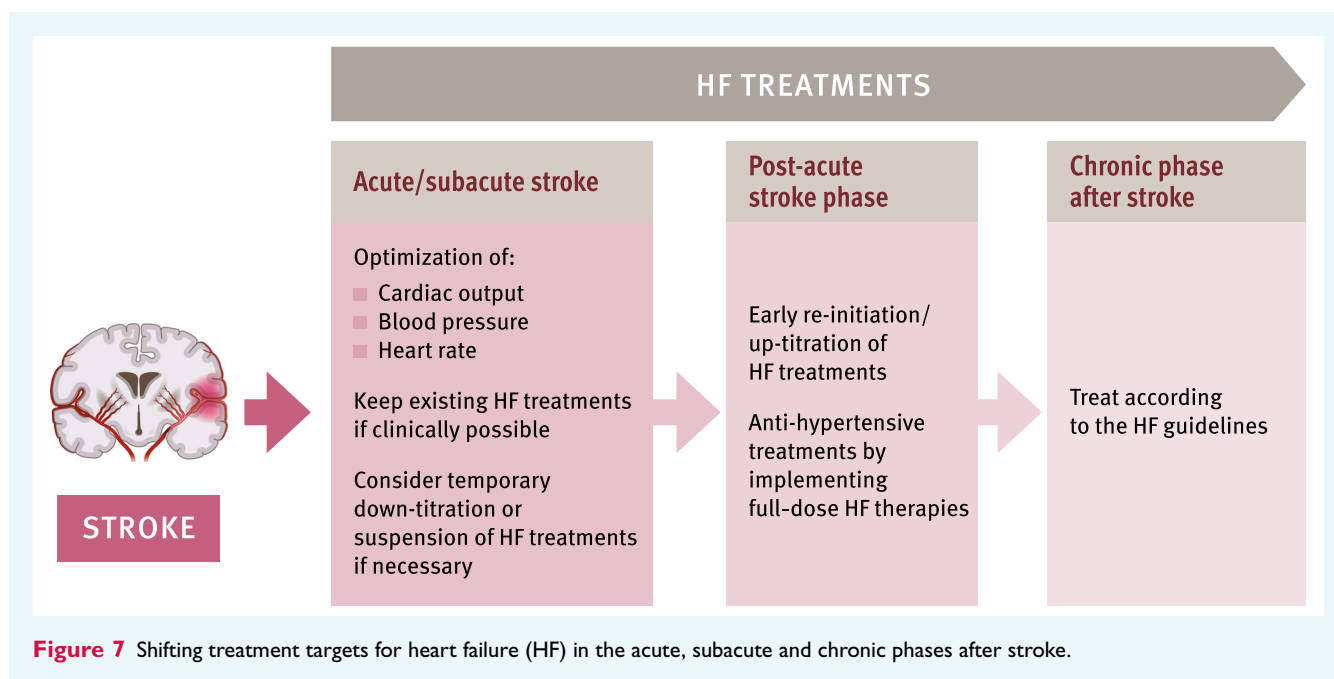 HF TREATMENTS
Acute/subacute stroke
Optimization of:
Cardiac output
Blood pressure
Heart rate
Keep existing HF treatments
if clinically possible
Consider temporary
down-titration or
suspension of HF treatments
if necessary
Post-acute
stroke phase
Early re-initiation/
up-titration of
HF treatments
Anti-hypertensive
treatments by
implementing
full-dose HF therapies
Chronic phase
after stroke
Treat according
to the HF guidelines
STROKE
Figure 7 Shifting treatment targets for heart failure (HF) in the acute, subacute and chronic phases after stroke.